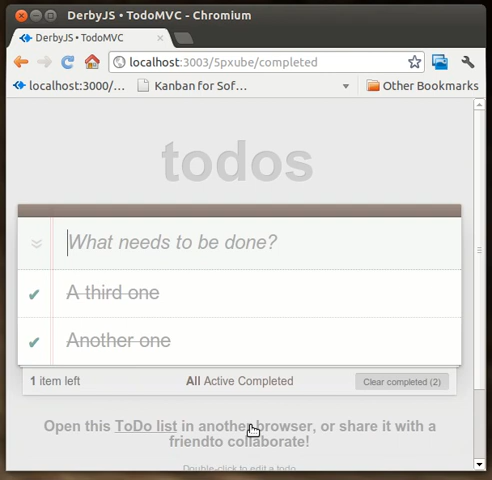 DerbyJS • TodoMVC - Chromium
DerbyJS • TodoMVC
localhost:3003/5pxube/completed
localhost:3000/... Kanban for Sof... Other Bookmarks
todos
What needs to be done?
A third one
Another one
1 item left All Active Completed Clear completed (2)
Open this ToDo list in another browser, or share it with a
friendto collaborate!
Double-click to edit a todo